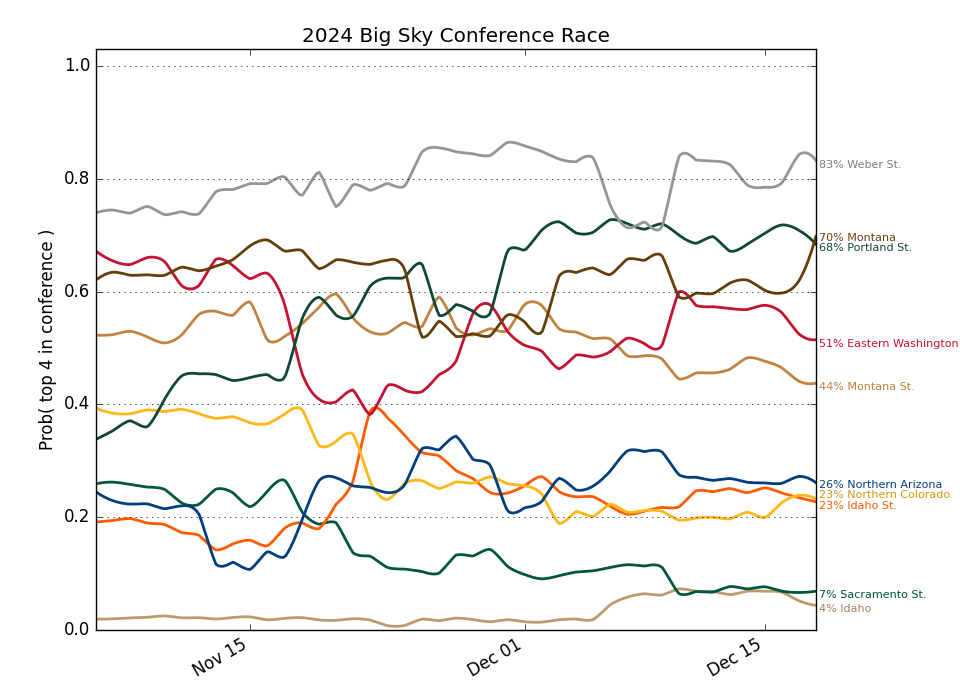 2024 Big Sky Conference Race
Prob( top 4 in conference )
1.0
0.8
0.6
0.4
0.2
0.0
Nov 15
Dec 01
Dec 15
83% Weber St.
70% Montana
68% Portland St.
51% Eastern Washington
44% Montana St.
26% Northern Arizona
23% Northern Colorado
23% Idaho St.
7% Sacramento St.
4% Idaho